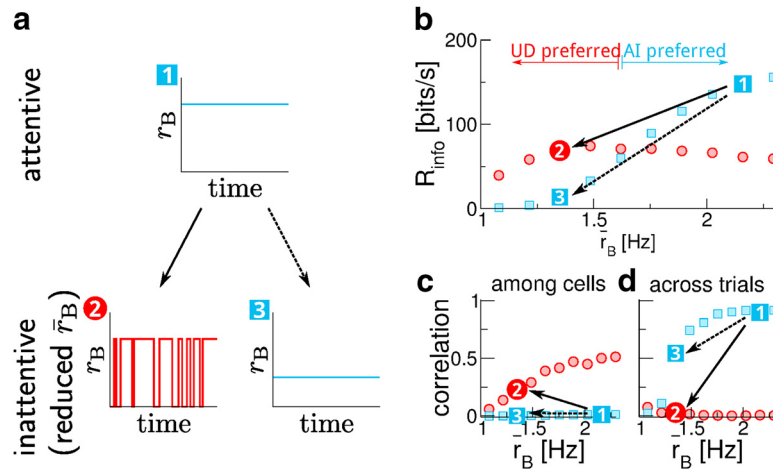 a
attentive
1
r_B
time
inattentive
(reduced r̄_B)
2
r_B
time
3
r_B
time
b
R_info [bits/s]
200
150
100
50
0
UD preferred
AI preferred
1
2
3
1
1.5
2
r̄_B [Hz]
c
among cells
d
across trials
correlation
1
0.5
0
2
3
1
1
3
2
1
1.5
2
1
1.5
2
r̄_B [Hz]
r̄_B [Hz]